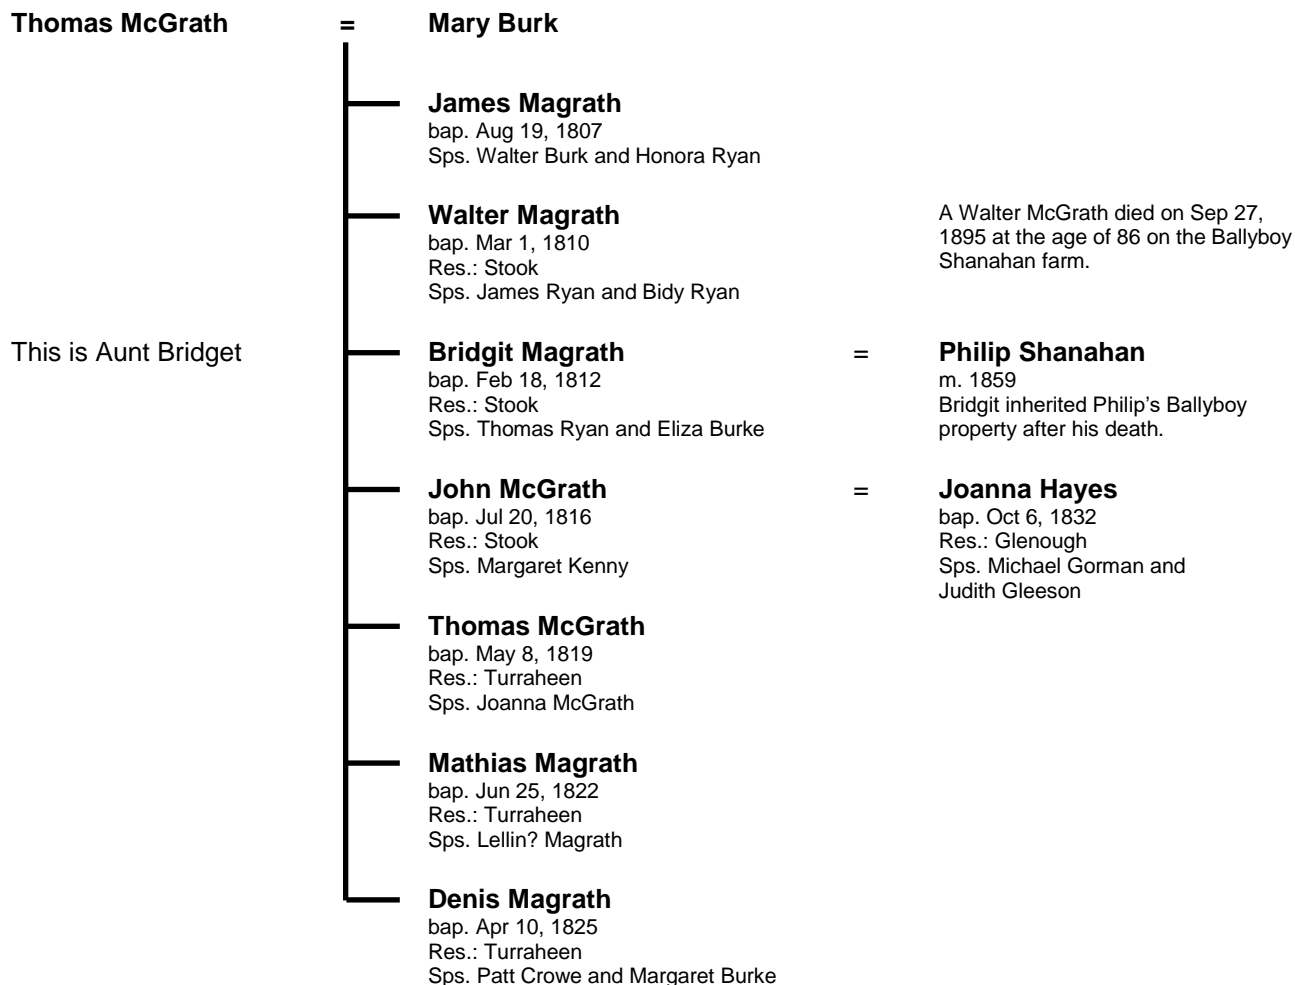 Thomas McGrath = Mary Burk
James Magrath
bap. Aug 19, 1807
Sps. Walter Burk and Honora Ryan
Walter Magrath
bap. Mar 1, 1810
Res.: Stook
Sps. James Ryan and Bidy Ryan
A Walter McGrath died on Sep 27,
1895 at the age of 86 on the Ballyboy
Shanahan farm.
This is Aunt Bridget
Bridgit Magrath
bap. Feb 18, 1812
Res.: Stook
Sps. Thomas Ryan and Eliza Burke
=
Philip Shanahan
m. 1859
Bridgit inherited Philip's Ballyboy
property after his death.
John McGrath
bap. Jul 20, 1816
Res.: Stook
Sps. Margaret Kenny
=
Joanna Hayes
bap. Oct 6, 1832
Res.: Glenough
Sps. Michael Gorman and
Judith Gleeson
Thomas McGrath
bap. May 8, 1819
Res.: Turraheen
Sps. Joanna McGrath
Mathias Magrath
bap. Jun 25, 1822
Res.: Turraheen
Sps. Lellin? Magrath
Denis Magrath
bap. Apr 10, 1825
Res.: Turraheen
Sps. Patt Crowe and Margaret Burke